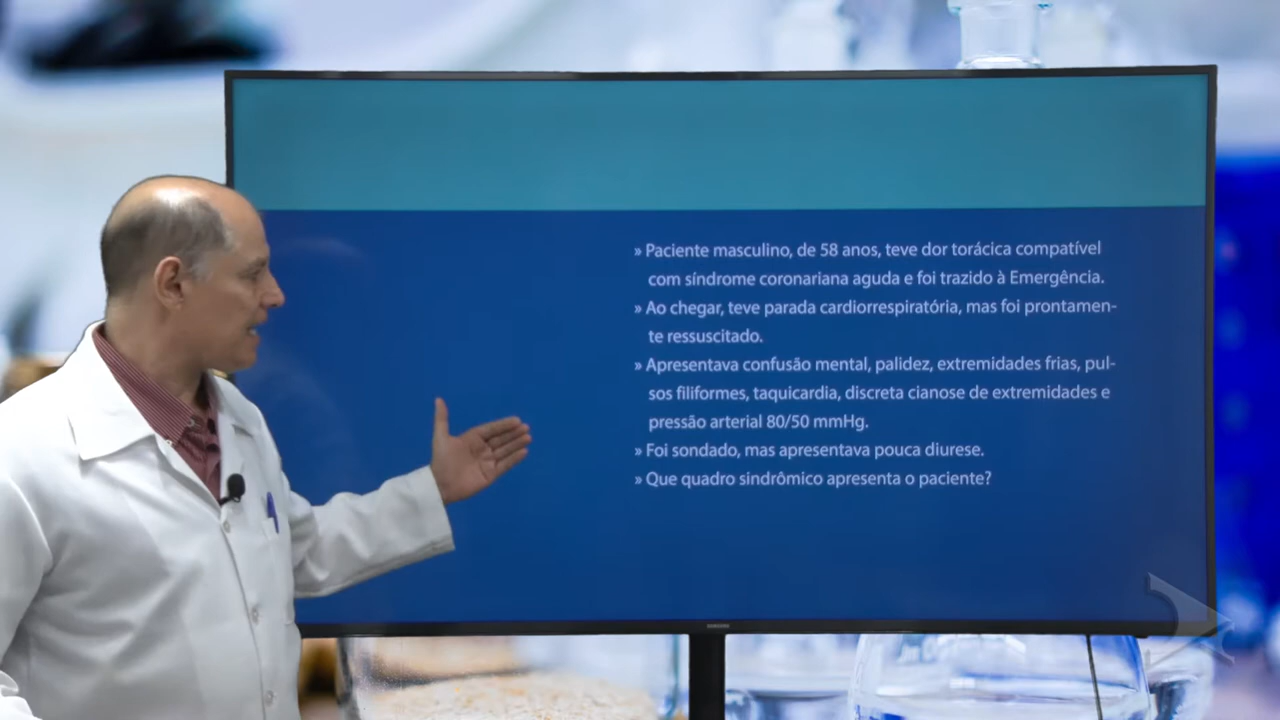 » Paciente masculino, de 58 anos, teve dor torácica compatível
com síndrome coronariana aguda e foi trazido à Emergência.
» Ao chegar, teve parada cardiorrespiratória, mas foi prontamen-
te ressuscitado.
» Apresentava confusão mental, palidez, extremidades frias, pul-
sos filiformes, taquicardia, discreta cianose de extremidades e
pressão arterial 80/50 mmHg.
» Foi sondado, mas apresentava pouca diurese.
» Que quadro sindrômico apresenta o paciente?
SAMSUNG